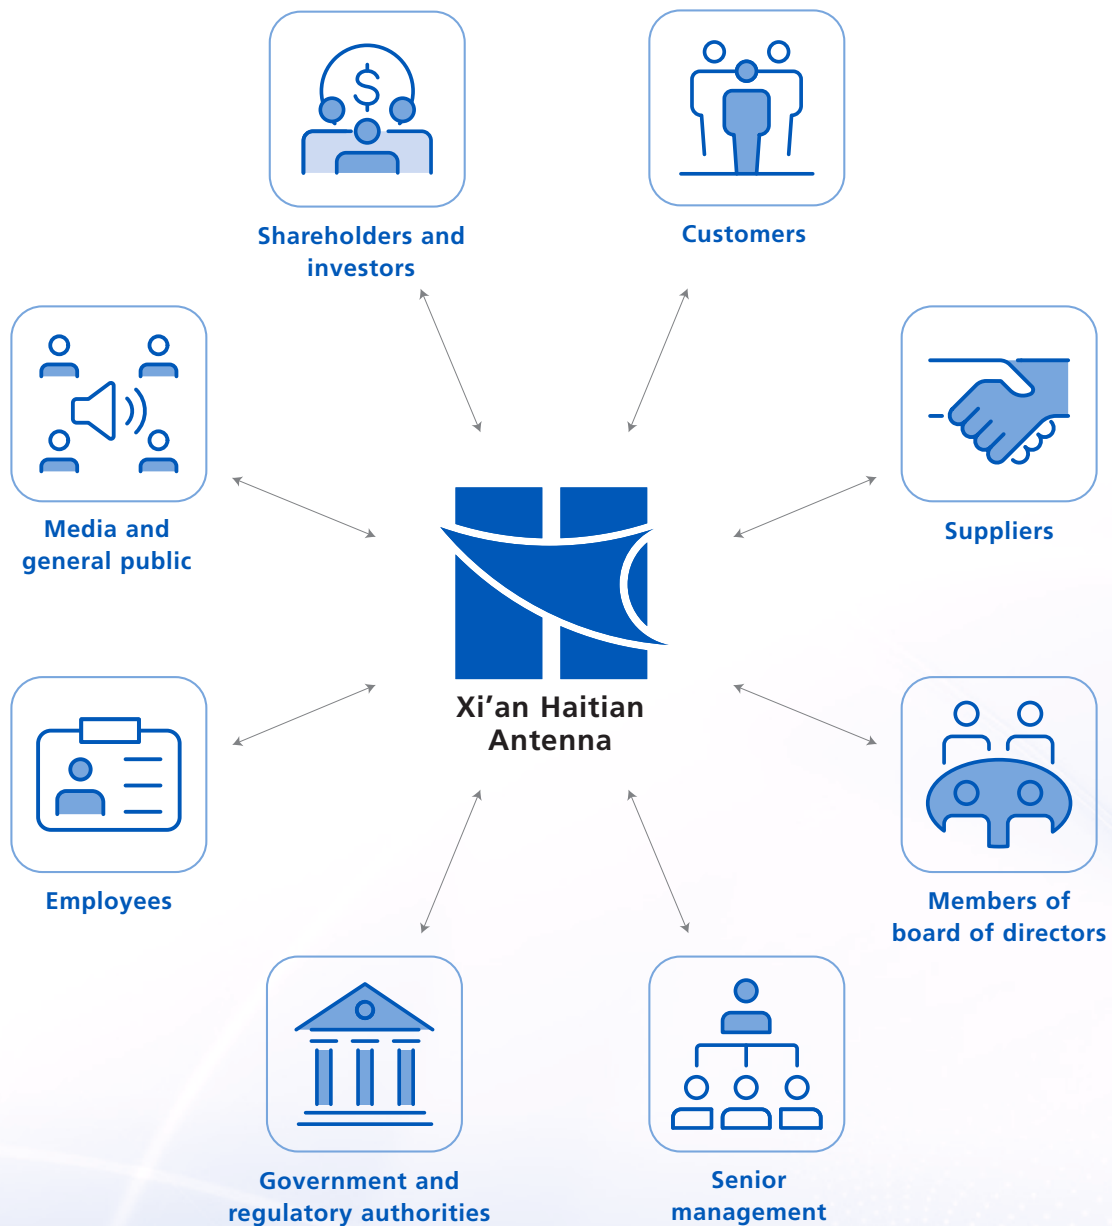 $
Shareholders and
investors
Customers
Media and
general public
Suppliers
Xi’an Haitian
Antenna
Employees
Members of
board of directors
Government and
regulatory authorities
Senior
management